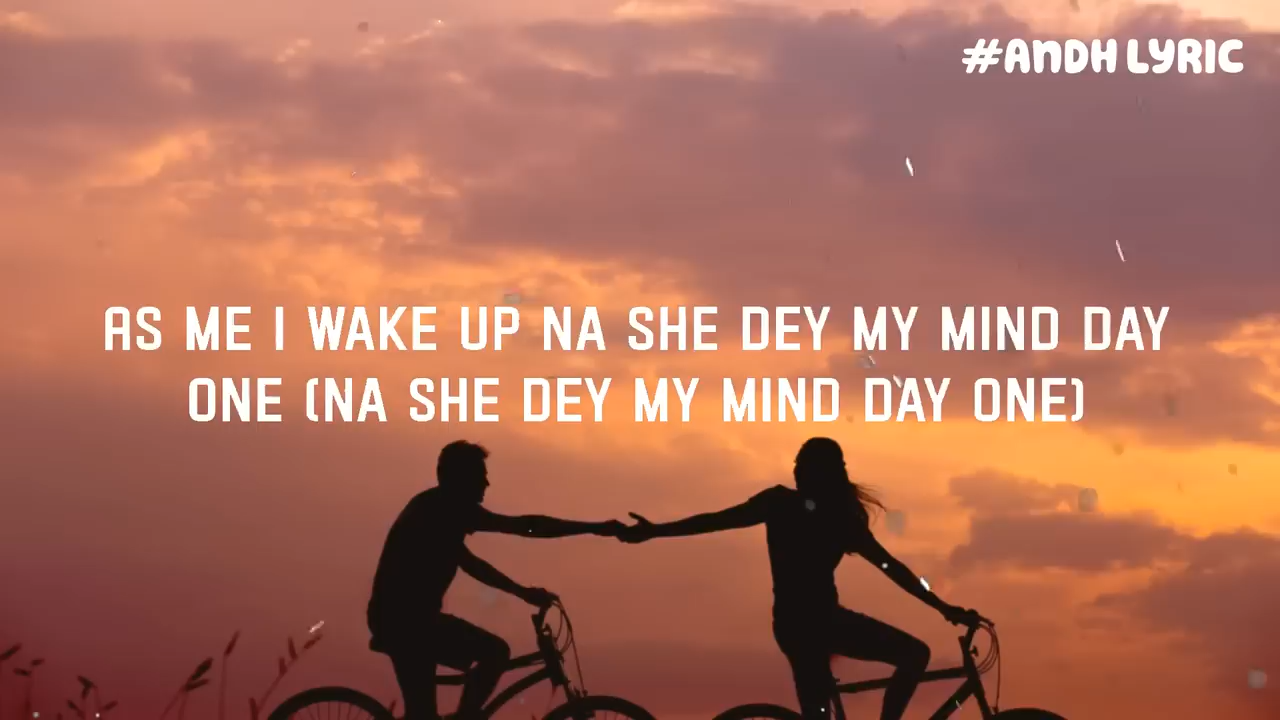 #ANDH LYRIC
AS ME I WAKE UP NA SHE DEY MY MIND DAY
ONE (NA SHE DEY MY MIND DAY ONE)